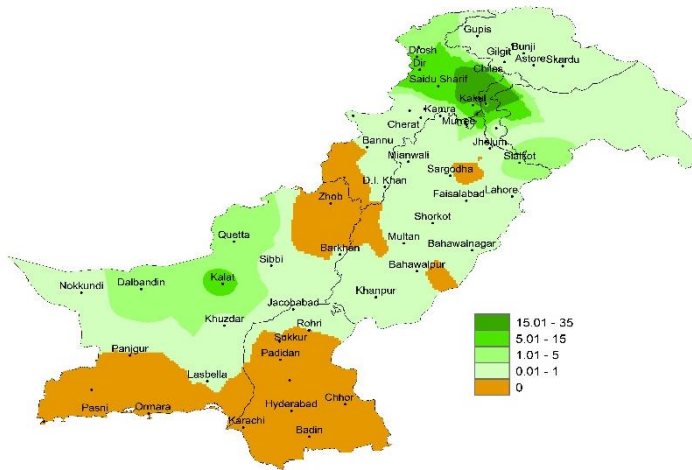 Gupis
Drosh
Gilgit
Bunji
Dir
Astore
Skardu
Chilas
Saidu Sharif
Kakul
Kamra
Cherat
Murree
Bannu
Jhelum
Mianwali
Sialkot
Sargodha
D.I. Khan
Zhob
Faisalabad
Lahore
Shorkot
Quetta
Multan
Barkhan
Bahawalnagar
Sibbi
Bahawalpur
Kalat
Nokkundi
Dalbandin
Khanpur
Jacobabad
Khuzdar
Rohri
Sukkur
Panjgur
Padidan
Lasbella
Pasni
Ormara
Hyderabad
Chhor
Karachi
Badin
15.01 - 35
5.01 - 15
1.01 - 5
0.01 - 1
0